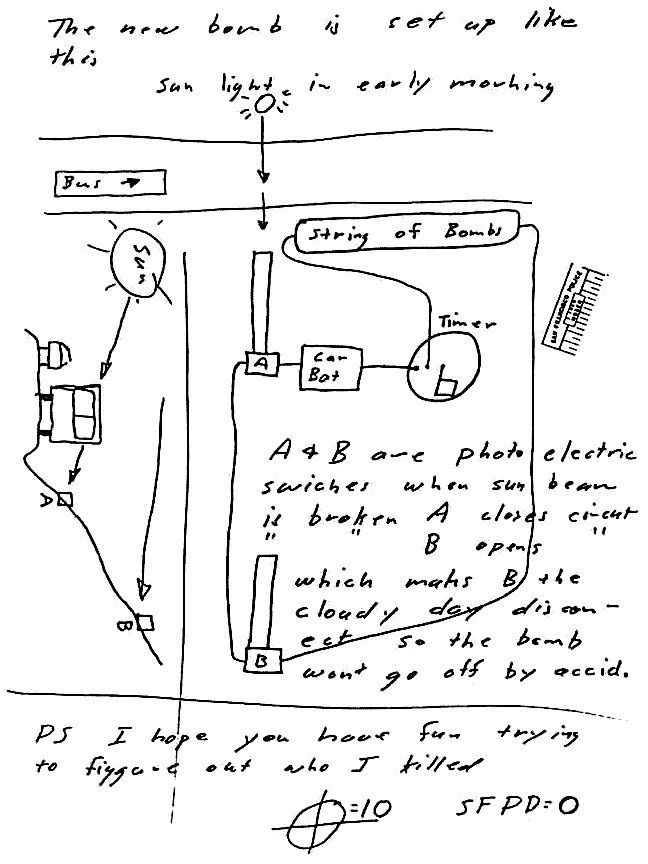 The new bomb is set up like
this
sun light in early morning
Bus →
Sun
String of Bombs
Timer
A
Car
Bat
SAN FRANCISCO POLICE
A & B are photo electric
swiches when sun beam
is broken A closes circut
" " B opens "
which maks B the
cloudy day discon-
ect so the bomb
wont go off by accid.
A
B
B
PS I hope you have fun trying
to figgure out who I killed
=10 SFPD=0